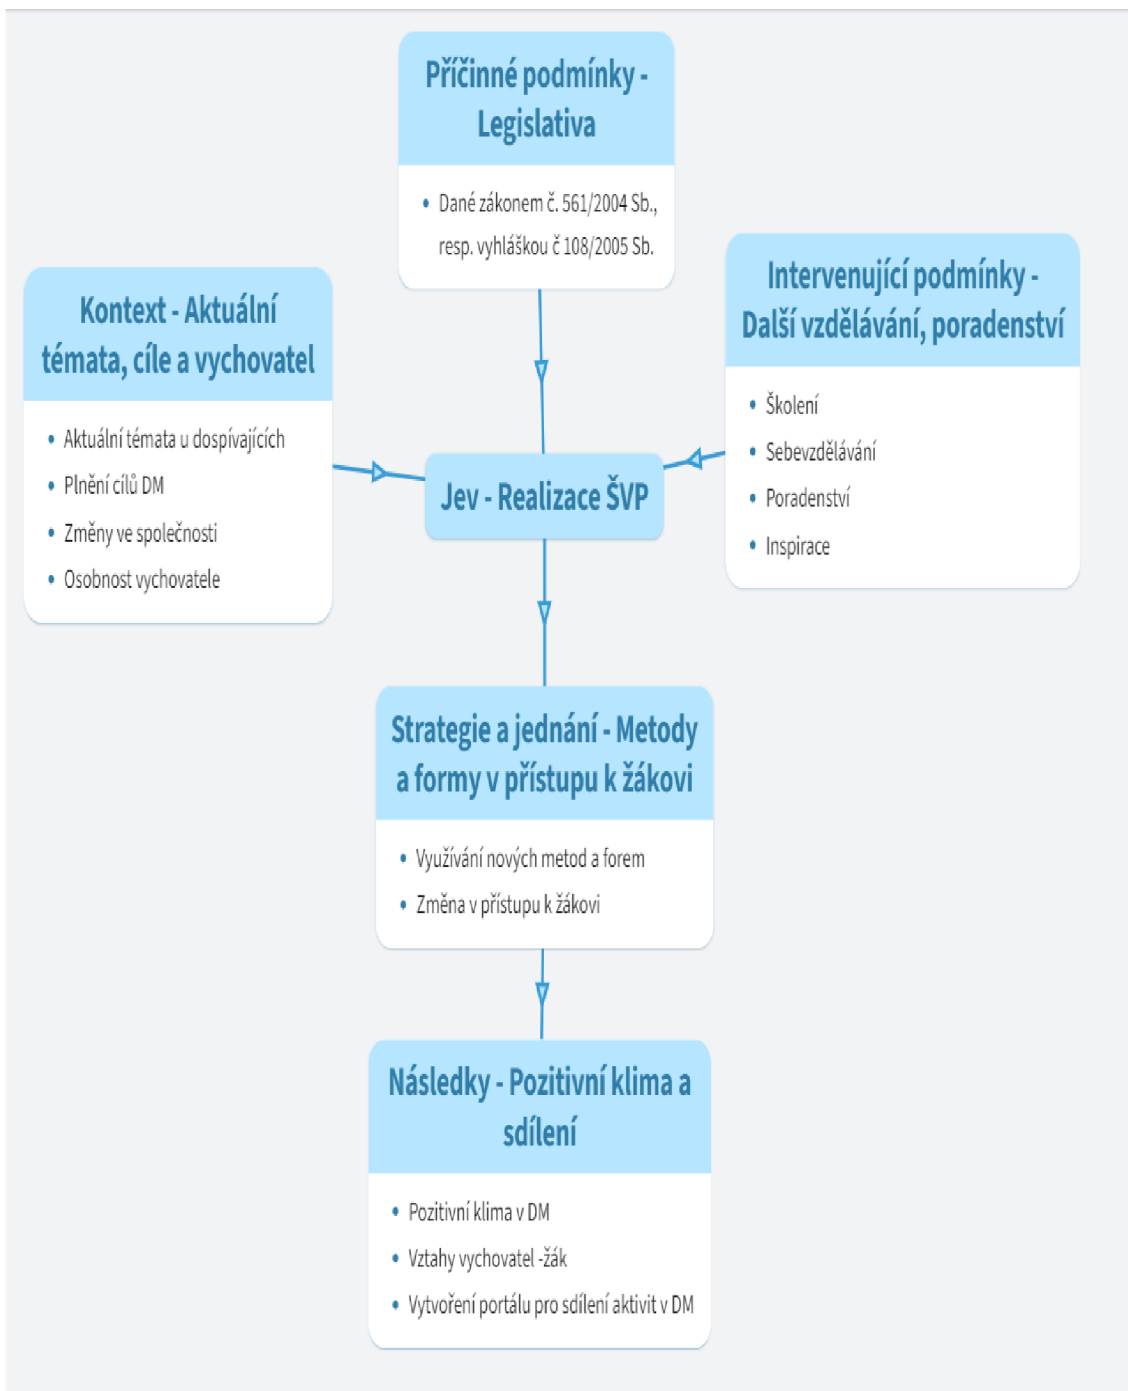 Příčinné podmínky -
Legislativa
• Dané zákonem č. 561/2004 Sb.,
resp. vyhláškou č 108/2005 Sb.
Kontext - Aktuální
témata, cíle a vychovatel
• Aktuální témata u dospívajících
• Plnění cílů DM
• Změny ve společnosti
• Osobnost vychovatele
Intervenující podmínky -
Další vzdělávání, poradenství
• Školení
• Sebevzdělávání
• Poradenství
• Inspirace
Jev - Realizace ŠVP
Strategie a jednání - Metody
a formy v přístupu k žákovi
• Využívání nových metod a forem
• Změna v přístupu k žákovi
Následky - Pozitivní klima a
sdílení
• Pozitivní klima v DM
• Vztahy vychovatel -žák
• Vytvoření portálu pro sdílení aktivit v DM